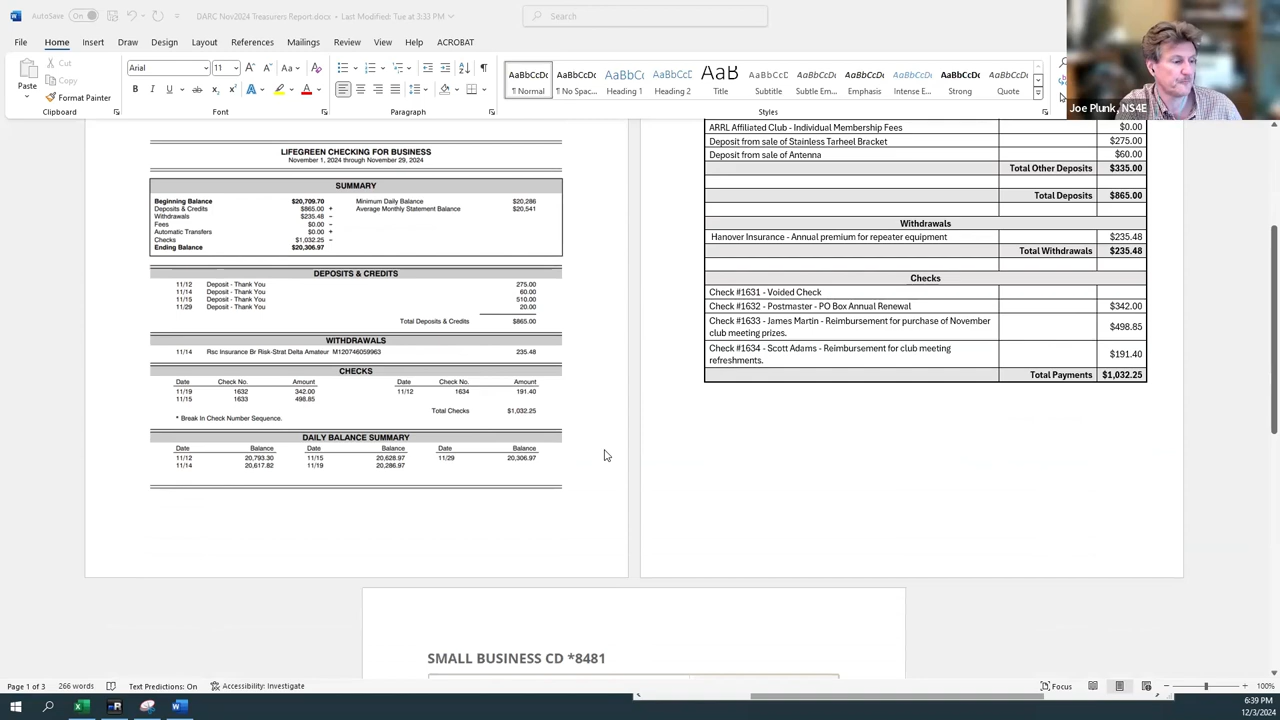 AutoSave On DARC Nov2024 Treasurers Report.docx • Last Modified: Tue at 3:33 PM Search
File Home Insert Draw Design Layout References Mailings Review View Help ACROBAT
Paste
Cut
Copy
Format Painter
Clipboard
Arial 11
Font
Styles
AaBbCcDc AaBbCcDc AaBbC AaBbCcD AaB AaBbCcD AaBbCcDt AaBbCcDt AaBbCcDt AaBbCcDc AaBbCcDt
¶ Normal ¶ No Spac... Heading 1 Heading 2 Title Subtitle Subtle Em... Emphasis Intense E... Strong Quote
Joe Plunk, NS4E
LIFEGREEN CHECKING FOR BUSINESS
November 1, 2024 through November 29, 2024
SUMMARY
Beginning Balance $20,709.70 Minimum Daily Balance $20,286
Deposits & Credits $865.00 + Average Monthly Statement Balance $20,541
Withdrawals $235.48 -
Fees $0.00 -
Automatic Transfers $0.00 +
Checks $1,032.25 -
Ending Balance $20,306.97
DEPOSITS & CREDITS
11/12 Deposit - Thank You 275.00
11/14 Deposit - Thank You 60.00
11/15 Deposit - Thank You 510.00
11/29 Deposit - Thank You 20.00
Total Deposits & Credits $865.00
WITHDRAWALS
11/14 Rsc Insurance Br Risk-Strat Delta Amateur M120746059963 235.48
CHECKS
Date Check No. Amount Date Check No. Amount
11/19 1632 342.00 11/12 1634 191.40
11/15 1633 498.85
Total Checks $1,032.25
* Break In Check Number Sequence.
DAILY BALANCE SUMMARY
Date Balance Date Balance Date Balance
11/12 20,793.30 11/15 20,628.97 11/29 20,306.97
11/14 20,617.82 11/19 20,286.97
ARRL Affiliated Club - Individual Membership Fees $0.00
Deposit from sale of Stainless Tarheel Bracket $275.00
Deposit from sale of Antenna $60.00
Total Other Deposits $335.00
Total Deposits $865.00
Withdrawals
Hanover Insurance - Annual premium for repeater equipment $235.48
Total Withdrawals $235.48
Checks
Check #1631 - Voided Check
Check #1632 - Postmaster - PO Box Annual Renewal $342.00
Check #1633 - James Martin - Reimbursement for purchase of November
club meeting prizes. $498.85
Check #1634 - Scott Adams - Reimbursement for club meeting
refreshments. $191.40
Total Payments $1,032.25
SMALL BUSINESS CD *8481
Page 1 of 3 266 words Text Predictions: On Accessibility: Investigate Focus 100%
6:39 PM
12/3/2024